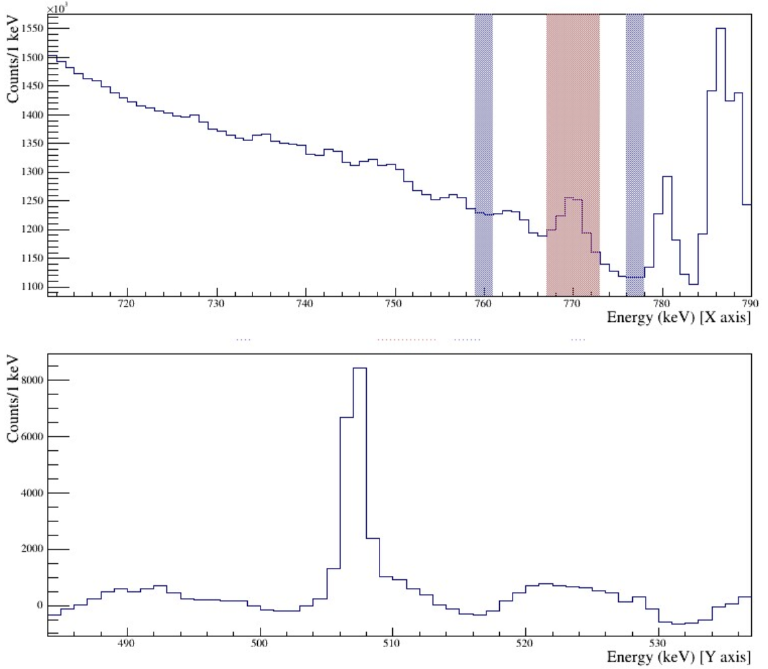 ×10³
Counts/1 keV
1550
1500
1450
1400
1350
1300
1250
1200
1150
1100
720 730 740 750 760 770 780 790
Energy (keV) [X axis]
Counts/1 keV
8000
6000
4000
2000
0
490 500 510 520 530
Energy (keV) [Y axis]